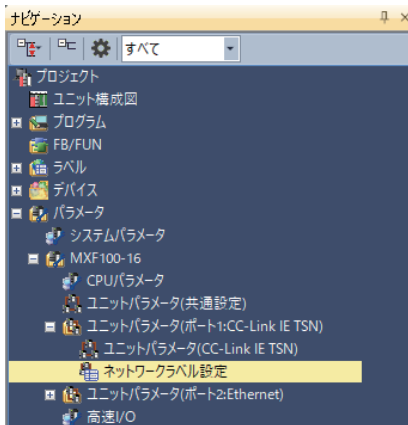 ナビゲーション
すべて
プロジェクト
ユニット構成図
プログラム
FB/FUN
ラベル
デバイス
パラメータ
システムパラメータ
MXF100-16
CPUパラメータ
ユニットパラメータ(共通設定)
ユニットパラメータ(ポート1:CC-Link IE TSN)
ユニットパラメータ(CC-Link IE TSN)
ネットワークラベル設定
ユニットパラメータ(ポート2:Ethernet)
高速I/O